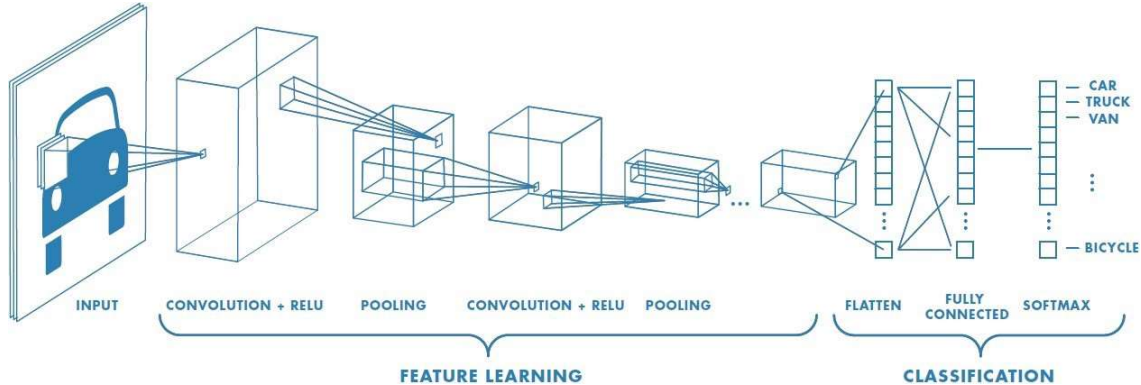 CAR
TRUCK
VAN
BICYCLE
INPUT
CONVOLUTION + RELU
POOLING
CONVOLUTION + RELU
POOLING
FLATTEN
FULLY
CONNECTED
SOFTMAX
FEATURE LEARNING
CLASSIFICATION